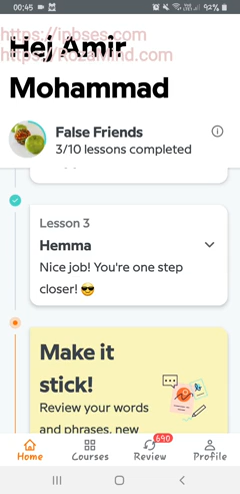 00:45
92%
https://ipbses.com
https://RozaMind.com
Hej Amir
Mohammad
False Friends
3/10 lessons completed
Lesson 3
Hemma
Nice job! You're one step
closer! 😎
Make it
stick!
Review your words
and phrases, new
690
Home
Courses
Review
Profile